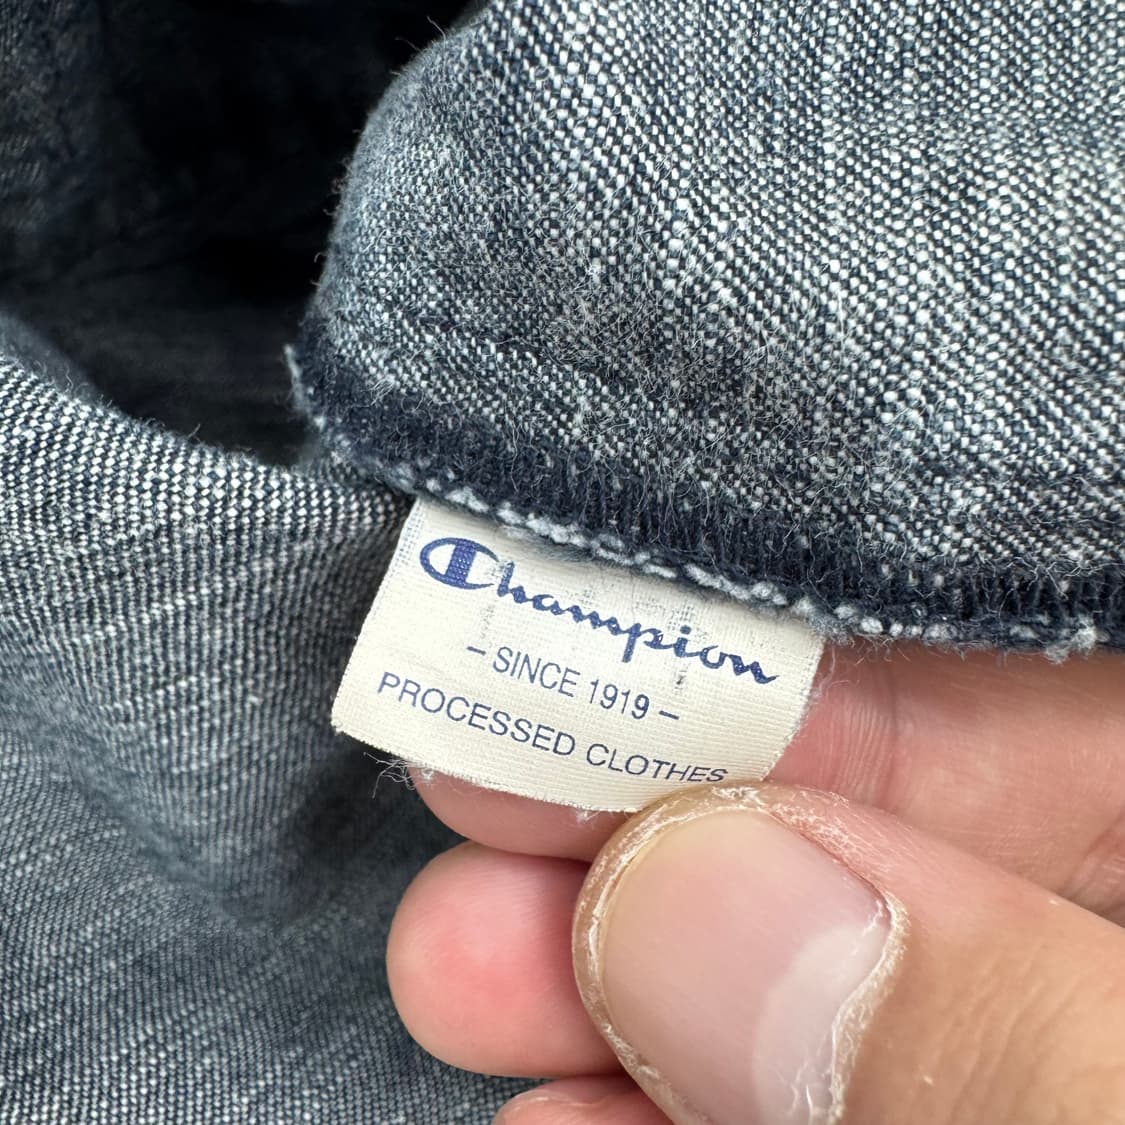 Champion
- SINCE 1919 -
PROCESSED CLOTHES